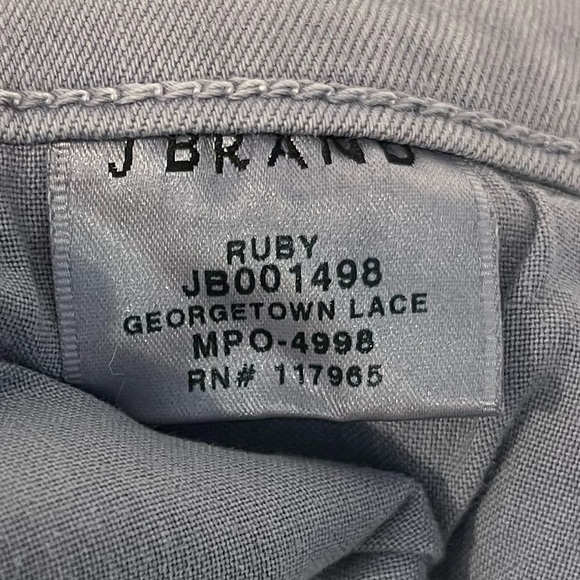 J BRAND
RUBY
JB001498
GEORGETOWN LACE
MPO-4998
RN# 117965